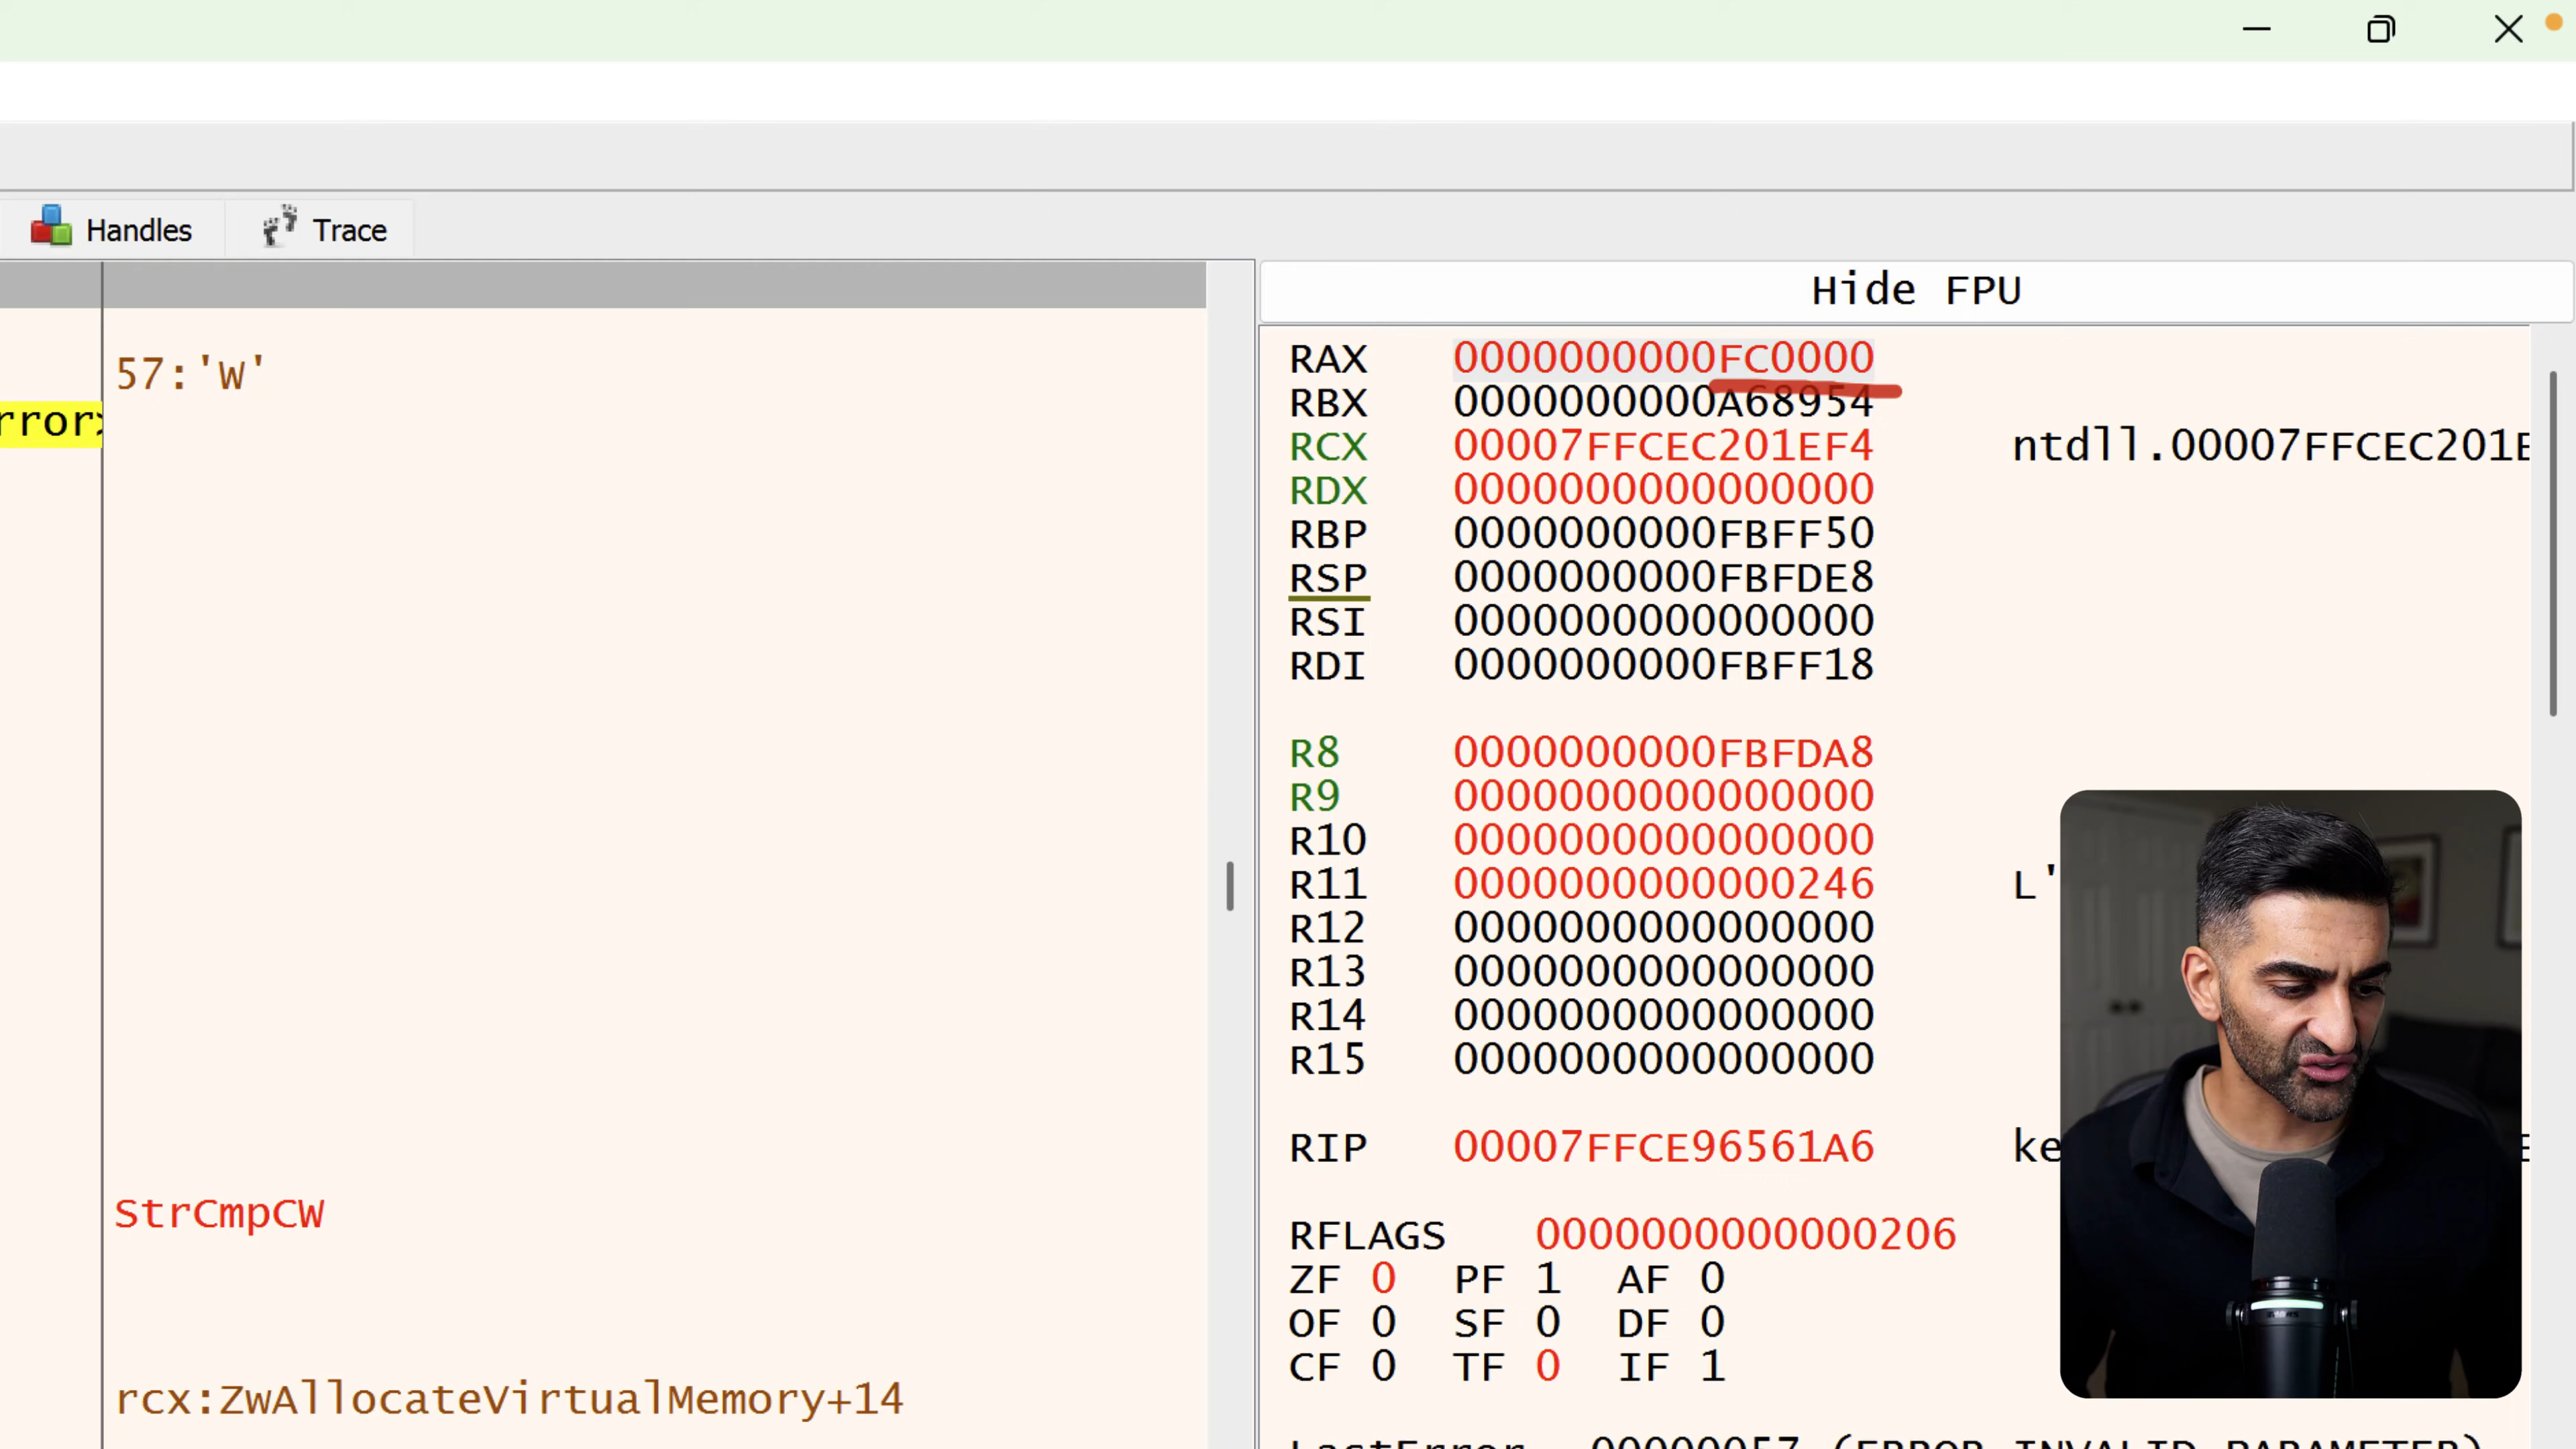 Handles Trace
Hide FPU
57:'W'
rror
StrCmpCW
rcx:ZwAllocateVirtualMemory+14
RAX 0000000000FC0000
RBX 0000000000A68954
RCX 00007FFCEC201EF4 ntdll.00007FFCEC201E
RDX 0000000000000000
RBP 0000000000FBFF50
RSP 0000000000FBFDE8
RSI 0000000000000000
RDI 0000000000FBFF18
R8 0000000000FBFDA8
R9 0000000000000000
R10 0000000000000000
R11 0000000000000246 L'
R12 0000000000000000
R13 0000000000000000
R14 0000000000000000
R15 0000000000000000
RIP 00007FFCE96561A6 ke
RFLAGS 0000000000000206
ZF 0 PF 1 AF 0
OF 0 SF 0 DF 0
CF 0 TF 0 IF 1
LastError 00000057 (ERROR_INVALID_PARAMETER)